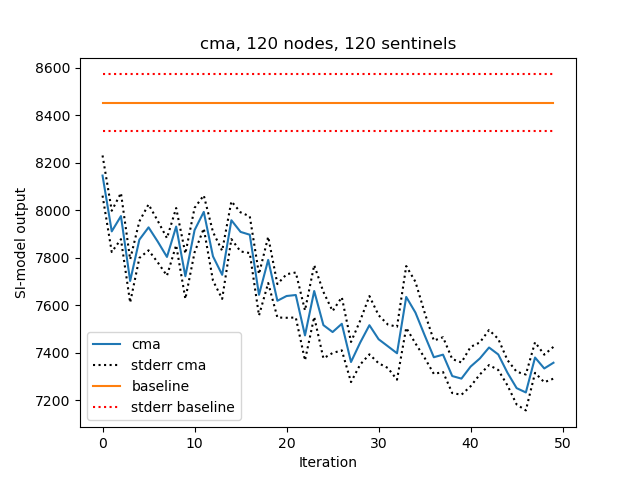 cma, 120 nodes, 120 sentinels
8600
8400
8200
8000
7800
7600
7400
7200
SI-model output
cma
stderr cma
baseline
stderr baseline
0 10 20 30 40 50
Iteration